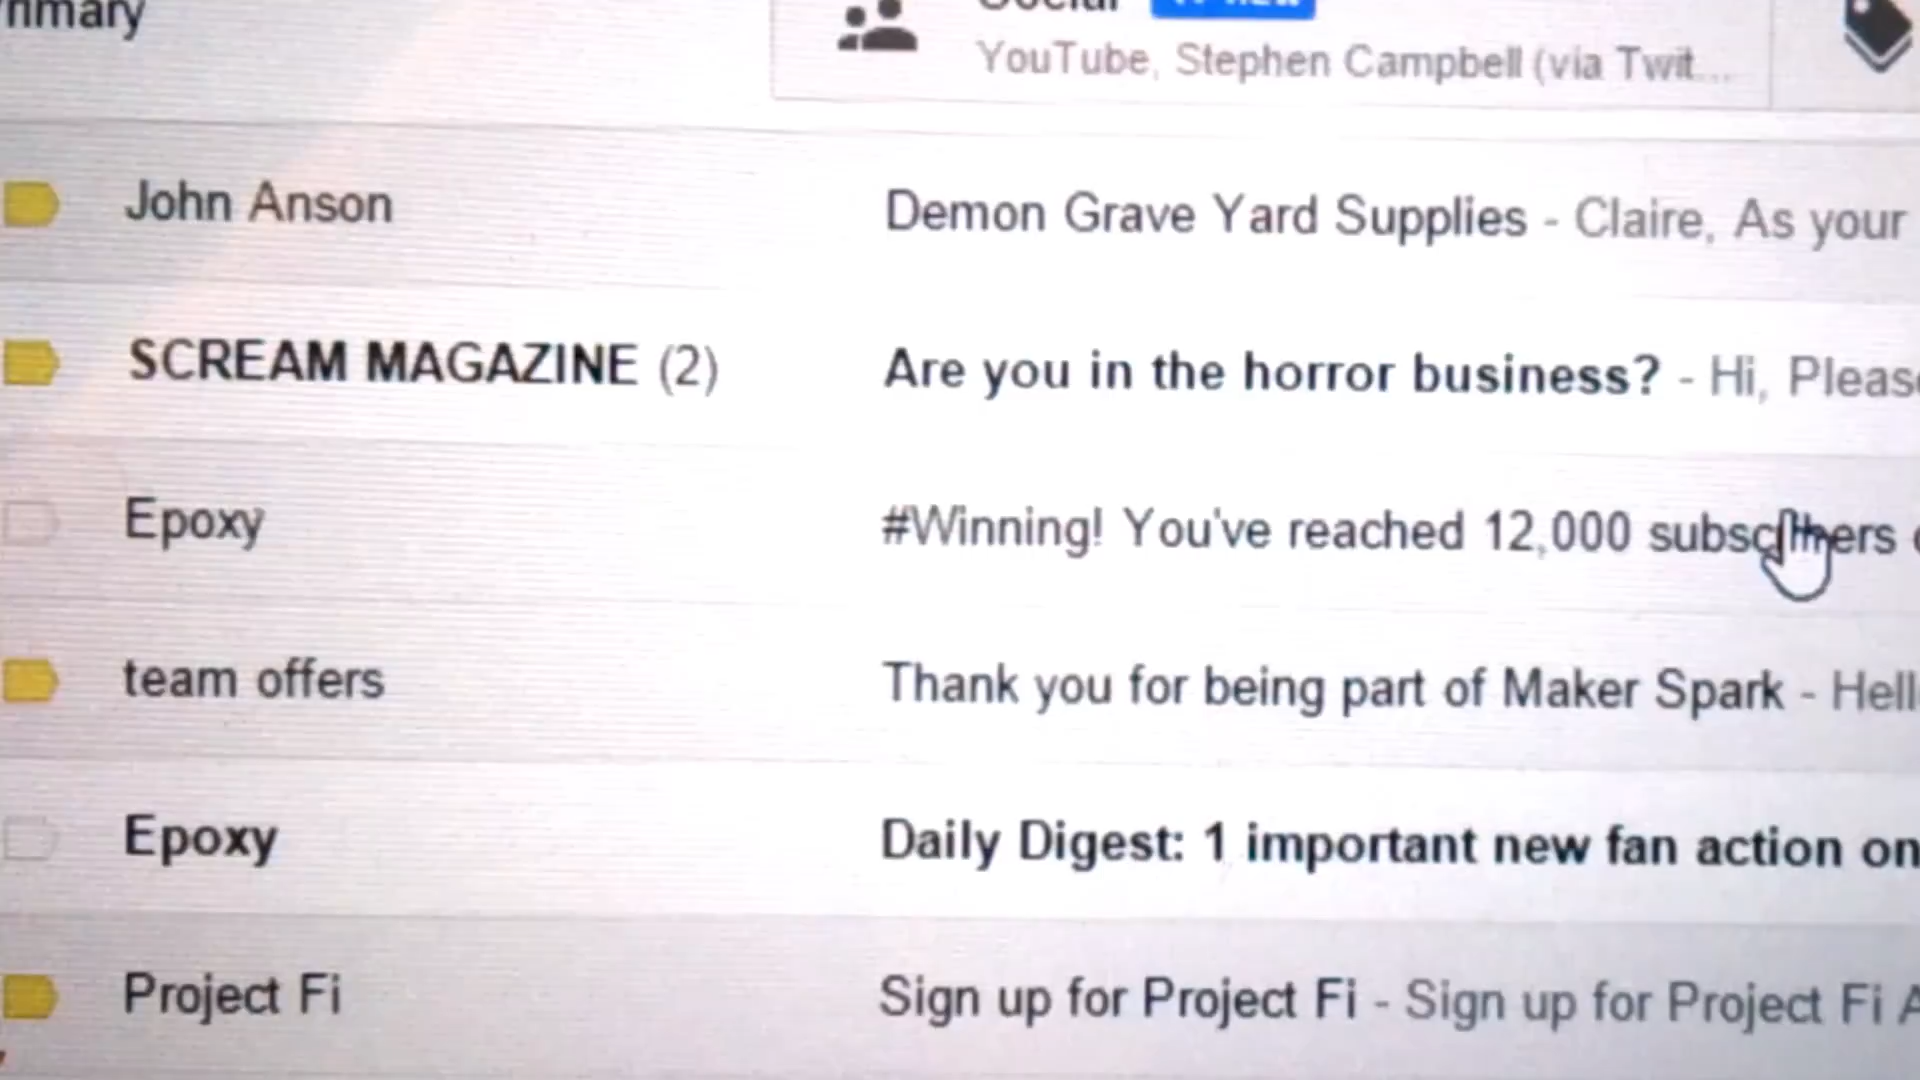 YouTube, Stephen Campbell (via Twit...
John Anson Demon Grave Yard Supplies - Claire, As your
SCREAM MAGAZINE (2) Are you in the horror business? - Hi,
Epoxy #Winning! You've reached 12,000 subscribers
team offers Thank you for being part of Maker Spark -
Epoxy Daily Digest: 1 important new fan action on
Project Fi Sign up for Project Fi - Sign up for Project Fi